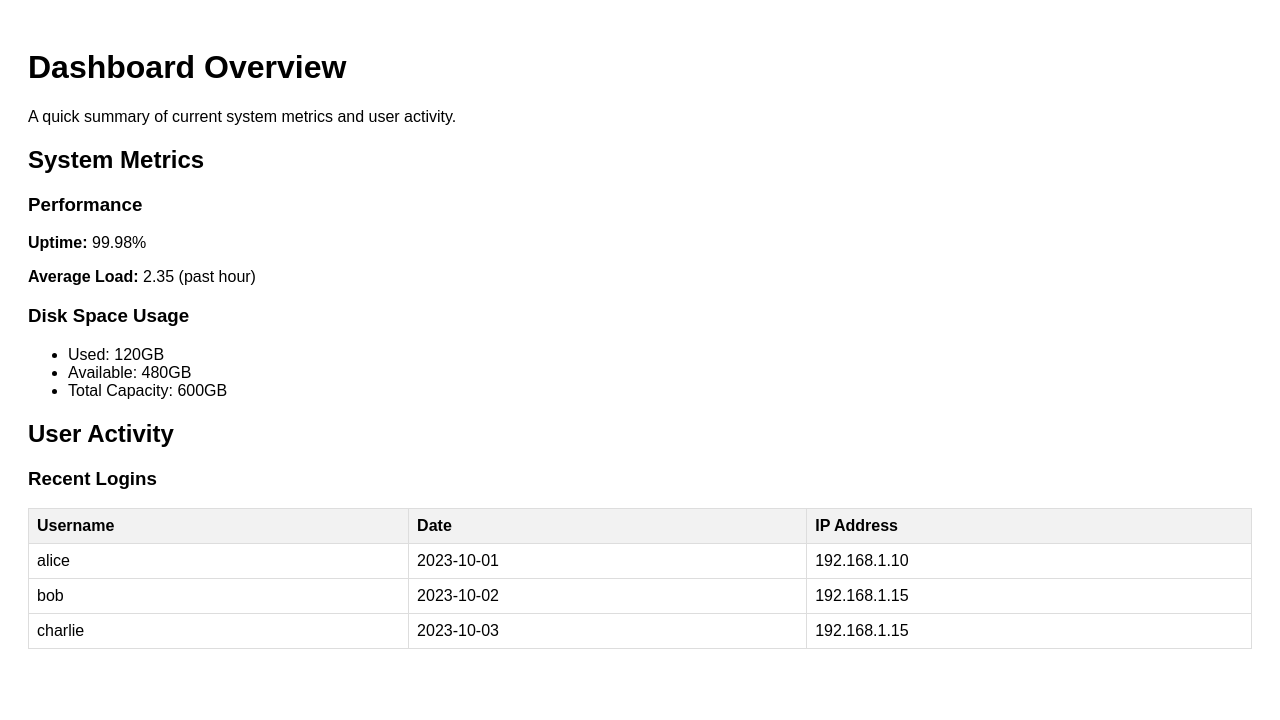 Dashboard Overview
A quick summary of current system metrics and user activity.
System Metrics
Performance
Uptime: 99.98%
Average Load: 2.35 (past hour)
Disk Space Usage
• Used: 120GB
• Available: 480GB
• Total Capacity: 600GB
User Activity
Recent Logins
Username Date IP Address
alice 2023-10-01 192.168.1.10
bob 2023-10-02 192.168.1.15
charlie 2023-10-03 192.168.1.15